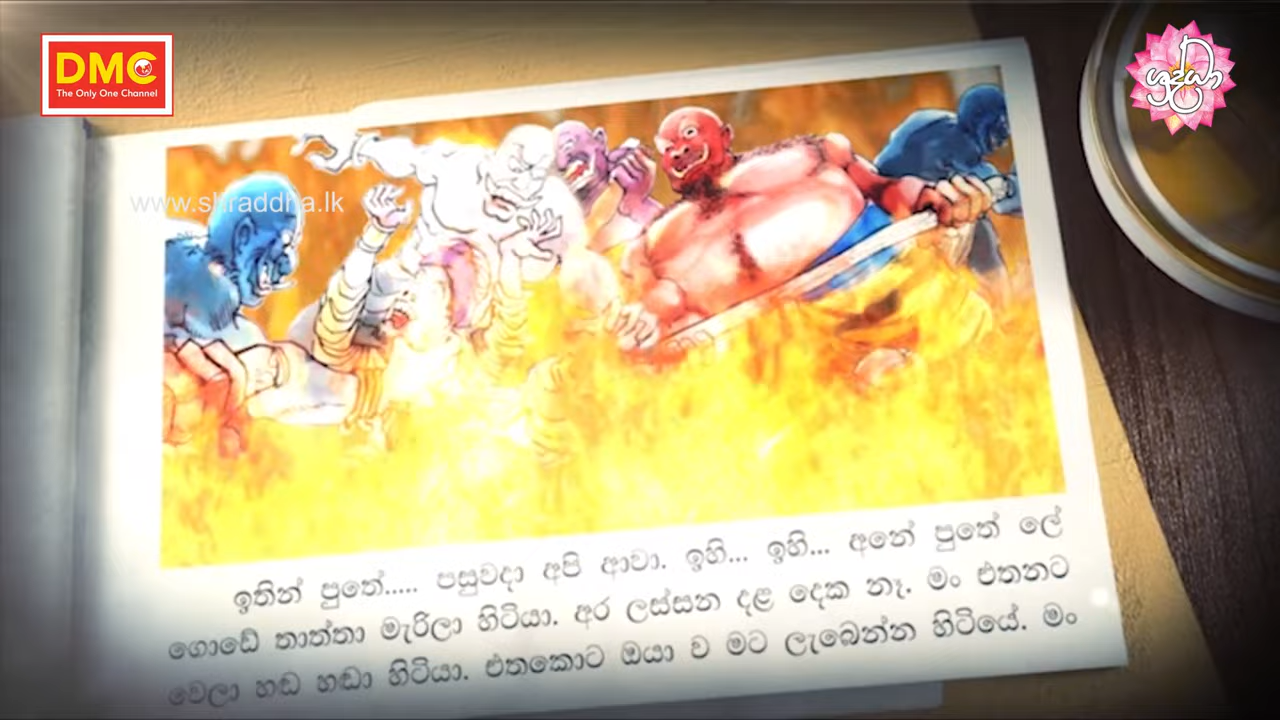 DMC
The Only One Channel
ශ්‍රද්ධා
www.shraddha.lk
ඉතින් පුතේ..... පසුවදා අපි ආවා. ඉහි... ඉහි... අනේ පුතේ ලේ
ගොඩේ තාත්තා මැරිලා හිටියා. අර ලස්සන දළ දෙක නෑ. මං එතනට
වෙලා හඬ හඬා හිටියා. එතකොට ඔයා ව මට ලැබෙන්න හිටියේ. මං